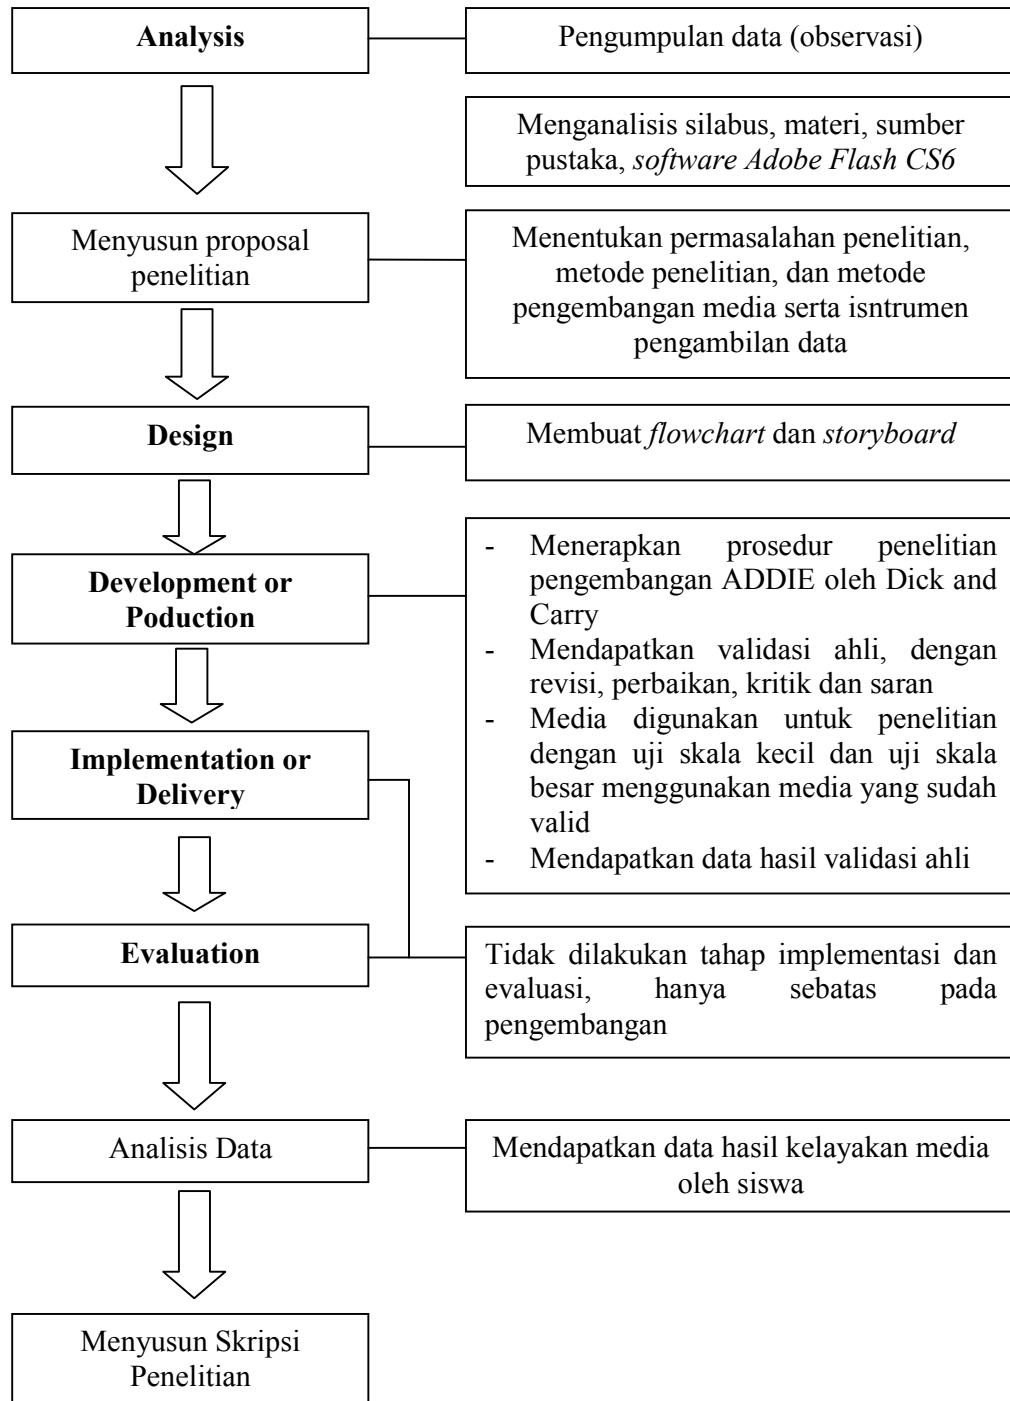 Analysis
Pengumpulan data (observasi)
Menganalisis silabus, materi, sumber
pustaka, software Adobe Flash CS6
Menyusun proposal
penelitian
Menentukan permasalahan penelitian,
metode penelitian, dan metode
pengembangan media serta isntrumen
pengambilan data
Design
Membuat flowchart dan storyboard
Development or
Poduction
- Menerapkan prosedur penelitian
pengembangan ADDIE oleh Dick and
Carry
- Mendapatkan validasi ahli, dengan
revisi, perbaikan, kritik dan saran
- Media digunakan untuk penelitian
dengan uji skala kecil dan uji skala
besar menggunakan media yang sudah
valid
- Mendapatkan data hasil validasi ahli
Implementation or
Delivery
Evaluation
Tidak dilakukan tahap implementasi dan
evaluasi, hanya sebatas pada
pengembangan
Analisis Data
Mendapatkan data hasil kelayakan media
oleh siswa
Menyusun Skripsi
Penelitian